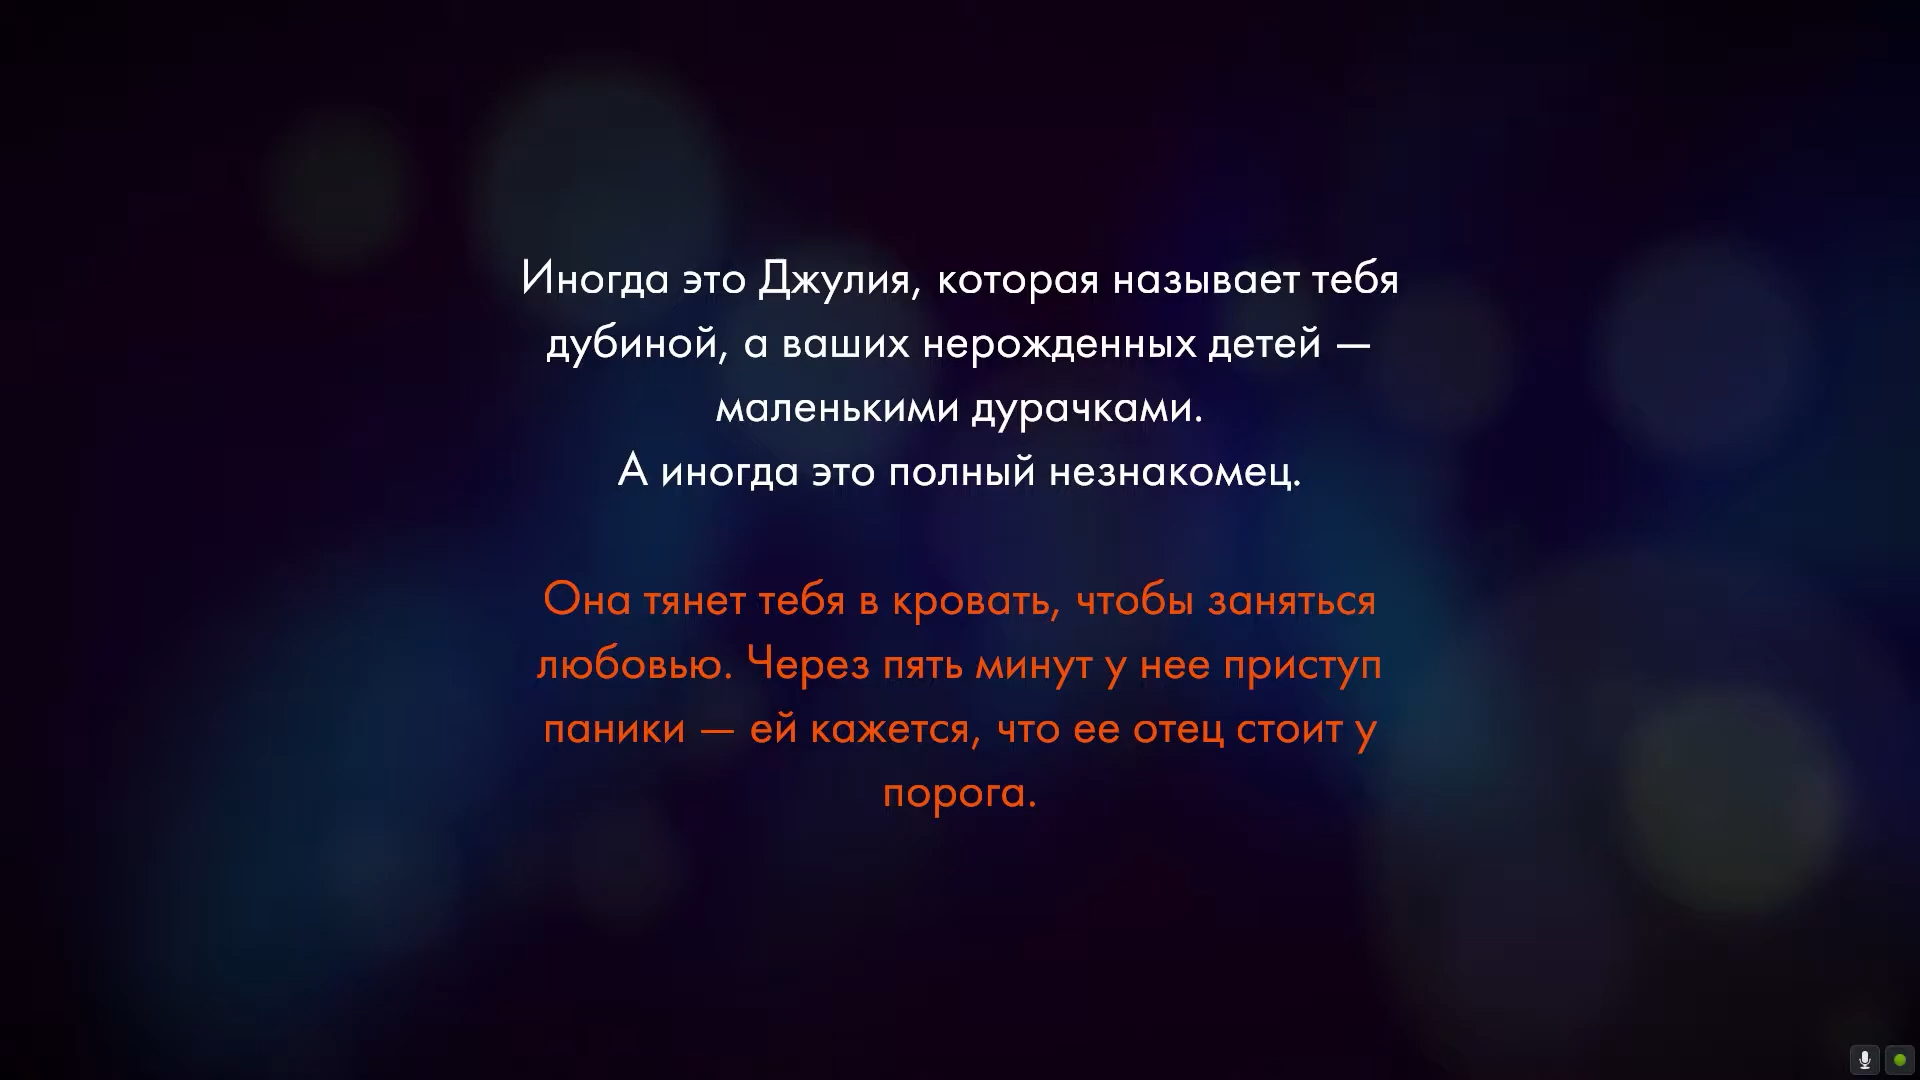 Иногда это Джулия, которая называет тебя
дубиной, а ваших нерожденных детей —
маленькими дурачками.
А иногда это полный незнакомец.
Она тянет тебя в кровать, чтобы заняться
любовью. Через пять минут у нее приступ
паники — ей кажется, что ее отец стоит у
порога.